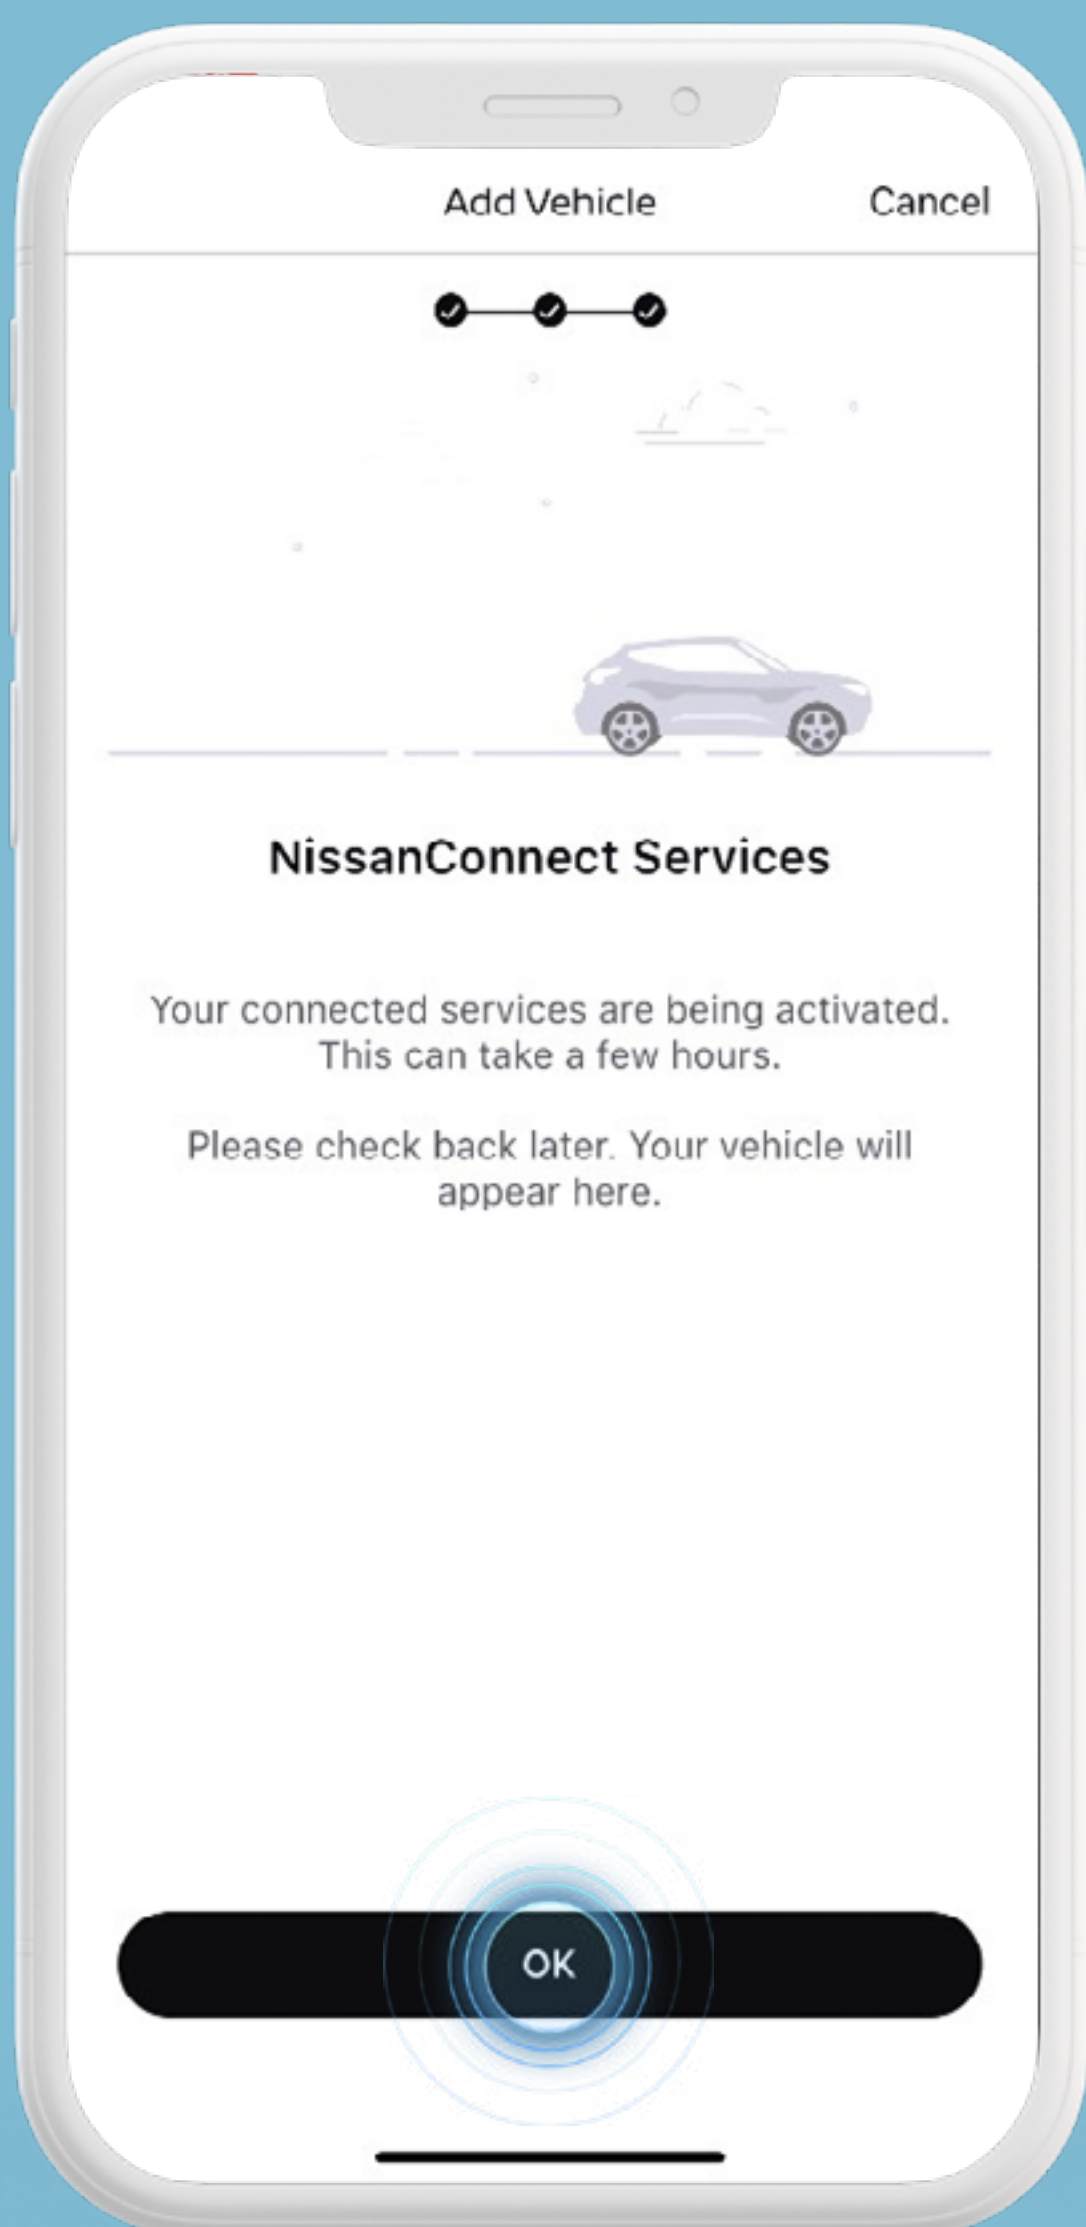 Add Vehicle
Cancel
NissanConnect Services
Your connected services are being activated.
This can take a few hours.
Please check back later. Your vehicle will
appear here.
OK